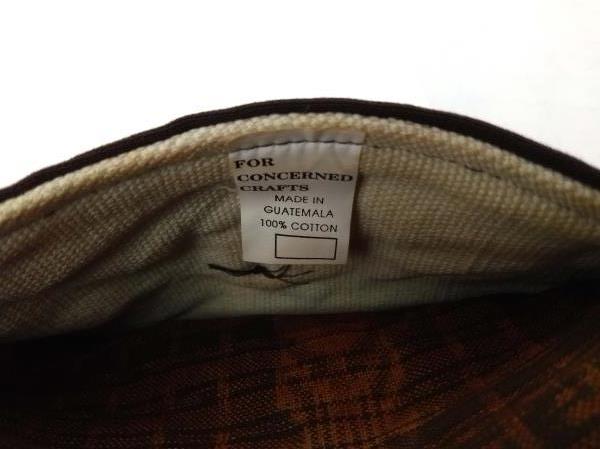 FOR
CONCERNED
CRAFTS
MADE IN
GUATEMALA
100% COTTON